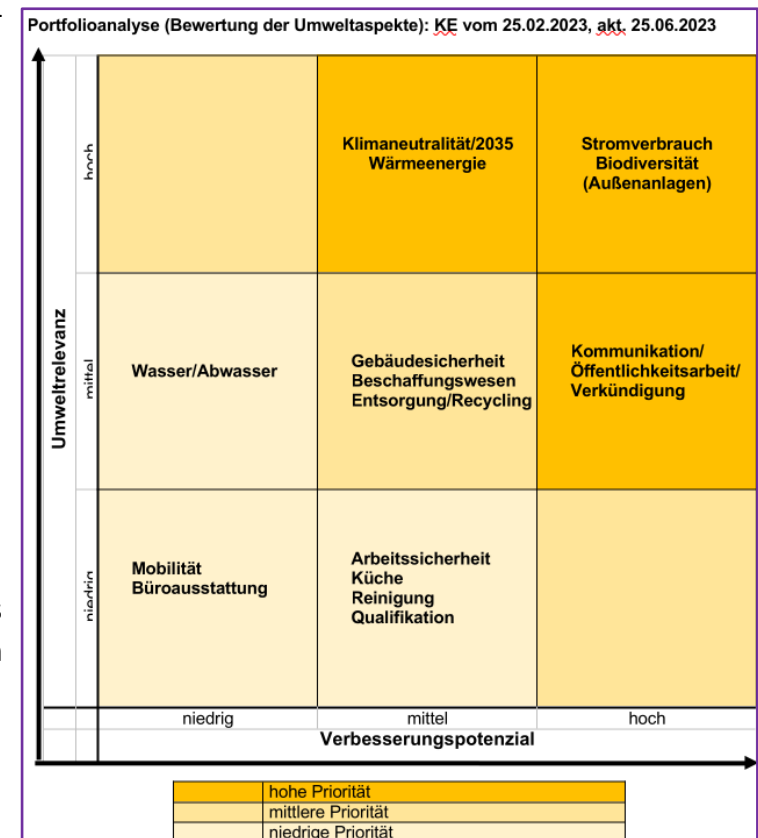 Portfolioanalyse (Bewertung der Umweltaspekte): KE vom 25.02.2023, akt. 25.06.2023
Umweltrelevanz
hoch
Klimaneutralität/2035
Wärmeenergie
Stromverbrauch
Biodiversität
(Außenanlagen)
mittel
Wasser/Abwasser
Gebäudesicherheit
Beschaffungswesen
Entsorgung/Recycling
Kommunikation/
Öffentlichkeitsarbeit/
Verkündigung
niedrig
Mobilität
Büroausstattung
Arbeitssicherheit
Küche
Reinigung
Qualifikation
niedrig
mittel
hoch
Verbesserungspotenzial
hohe Priorität
mittlere Priorität
niedrige Priorität